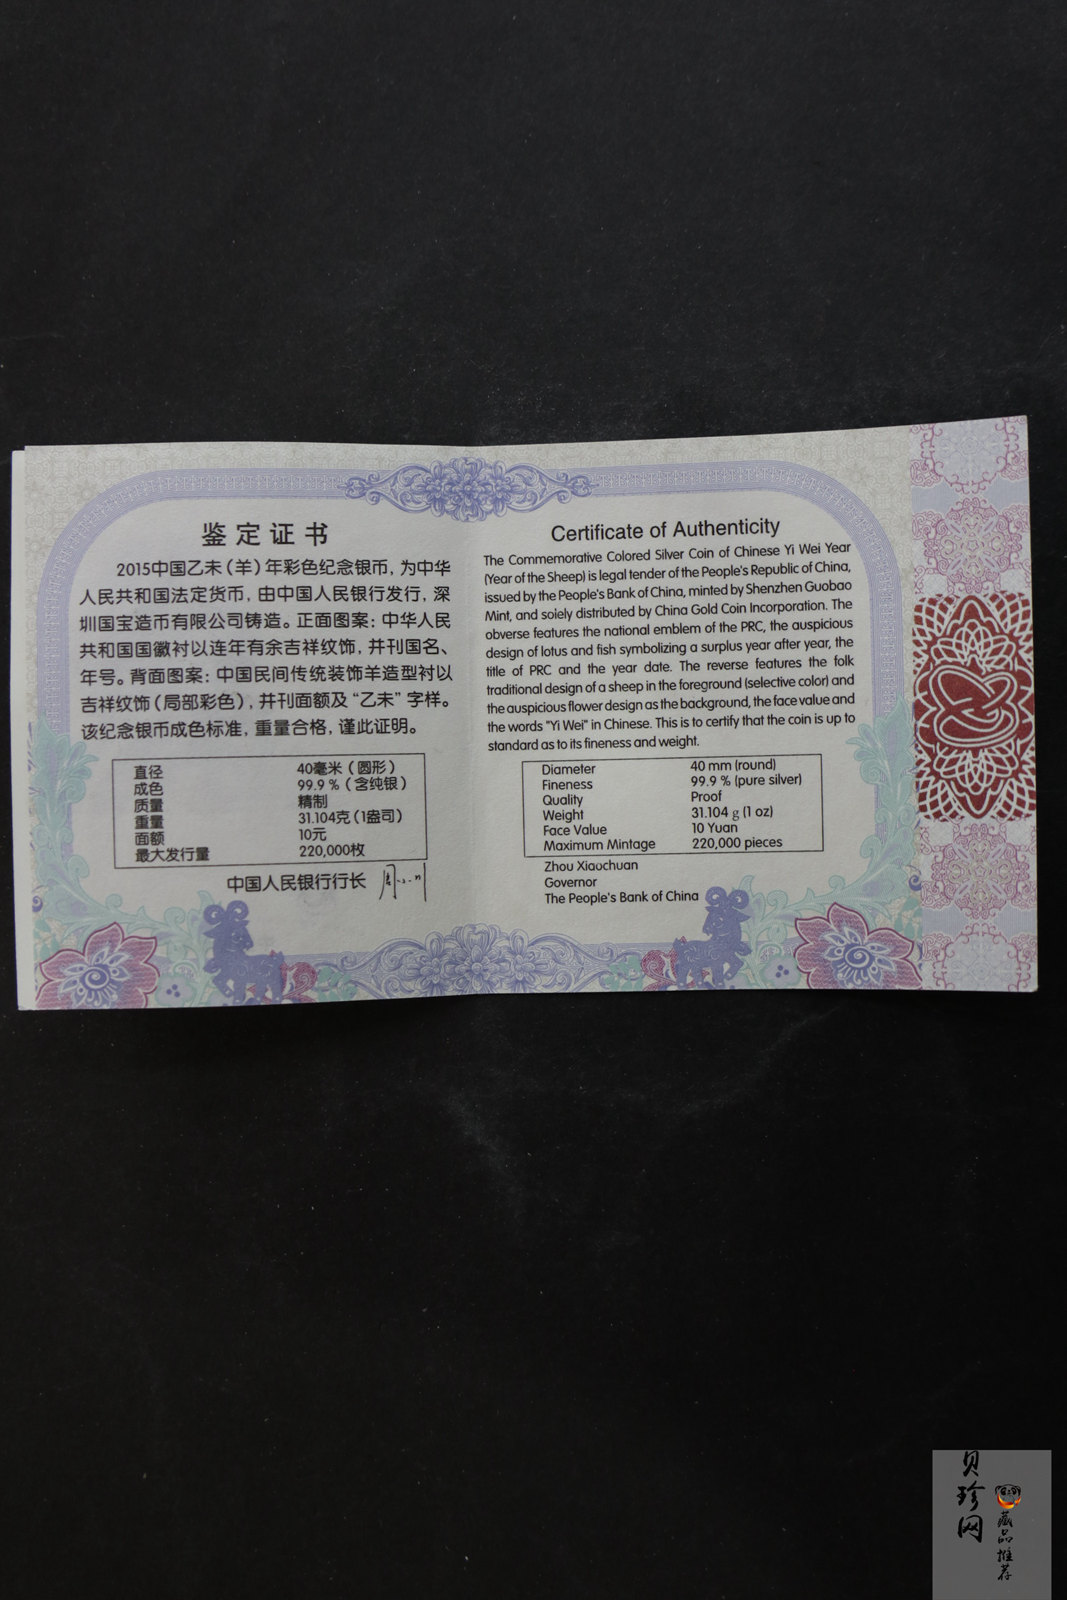 鉴定证书
2015中国乙未（羊）年彩色纪念银币，为中华
人民共和国法定货币，由中国人民银行发行，深
圳国宝造币有限公司铸造。正面图案：中华人民
共和国国徽衬以连年有余吉祥纹饰，并刊国名、
年号。背面图案：中国民间传统装饰羊造型衬以
吉祥纹饰（局部彩色），并刊面额及“乙未”字样。
该纪念银币成色标准，重量合格，谨此证明。
直径 40毫米（圆形）
成色 99.9％（含纯银）
质量 精制
重量 31.104克（1盎司）
面额 10元
最大发行量 220,000枚
中国人民银行行长
Certificate of Authenticity
The Commemorative Colored Silver Coin of Chinese Yi Wei Year
(Year of the Sheep) is legal tender of the People's Republic of China,
issued by the People's Bank of China, minted by Shenzhen Guobao
Mint, and solely distributed by China Gold Coin Incorporation. The
obverse features the national emblem of the PRC, the auspicious
design of lotus and fish symbolizing a surplus year after year, the
title of PRC and the year date. The reverse features the folk
traditional design of a sheep in the foreground (selective color) and
the auspicious flower design as the background, the face value and
the words "Yi Wei" in Chinese. This is to certify that the coin is up to
standard as to its fineness and weight.
Diameter 40 mm (round)
Fineness 99.9 % (pure silver)
Quality Proof
Weight 31.104 g (1 oz)
Face Value 10 Yuan
Maximum Mintage 220,000 pieces
Zhou Xiaochuan
Governor
The People's Bank of China
贝珍网
藏品推荐